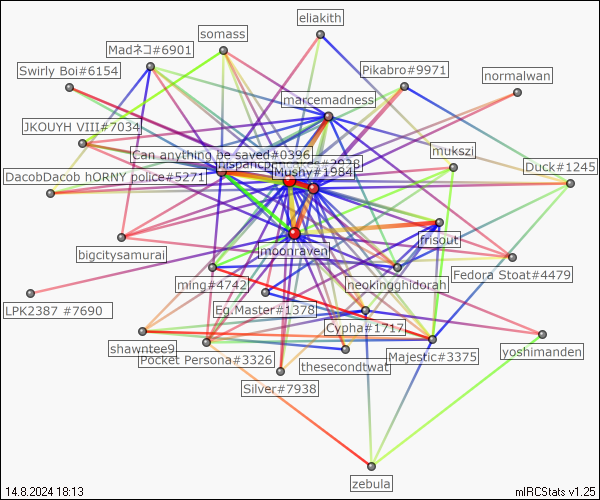 eliakith
somass
Madネコ#6901
Swirly Boi#6154
Pikabro#9971
normalwan
marcemadness
JKOUYH VIII#7034
Can anything be saved#0396
mukszi
Duck#1245
Mushy#1984
DacobDacob hORNY police#5271
moonraven
frisout
bigcitysamurai
Fedora Stoat#4479
ming#4742
neokingghidorah
LPK2387 #7690
Eg.Master#1378
Cypha#1717
shawntee9
Pocket Persona#3326
thesecondtwat
Majestic#3375
yoshimanden
Silver#7938
zebula
14.8.2024 18:13
mIRCStats v1.25